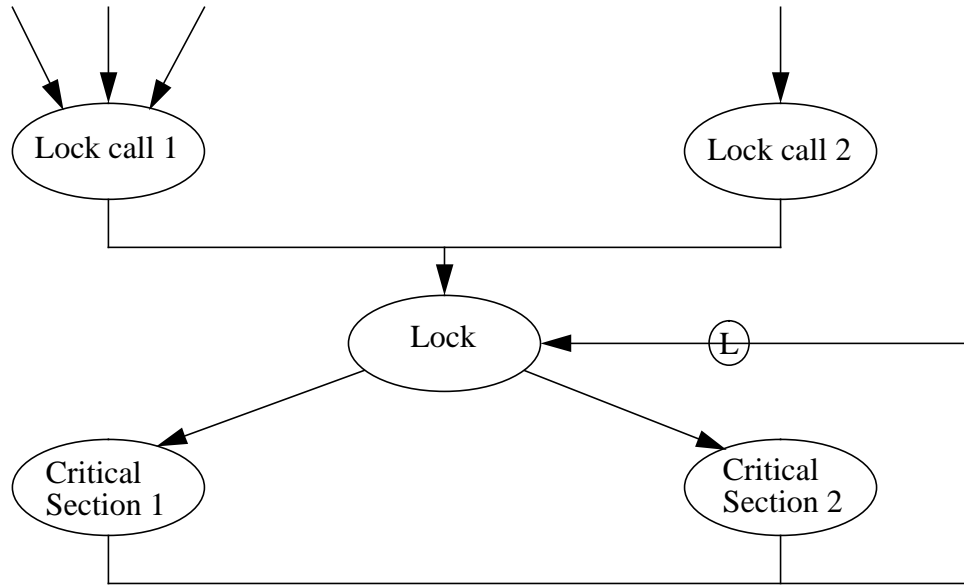 Lock call 1
Lock call 2
Lock
L
Critical
Section 1
Critical
Section 2